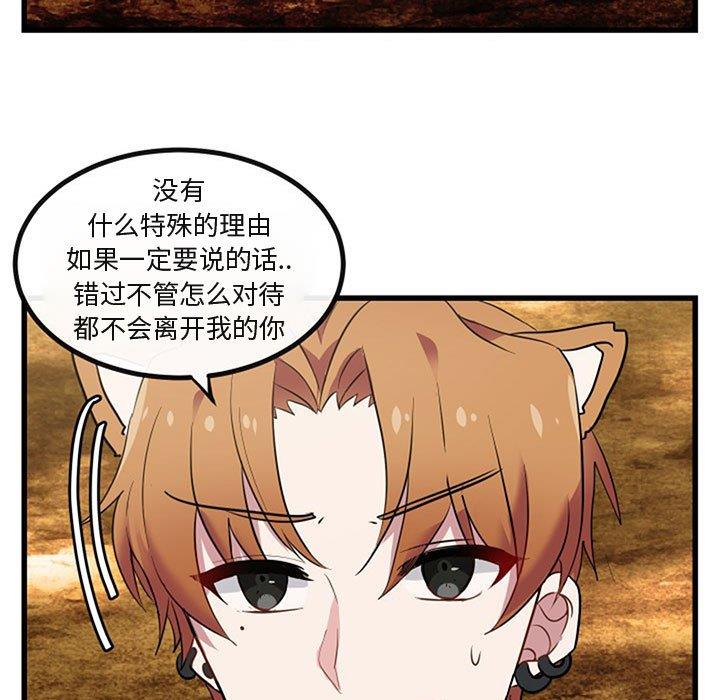 没有
什么特殊的理由
如果一定要说的话..
错过不管怎么对待
都不会离开我的你